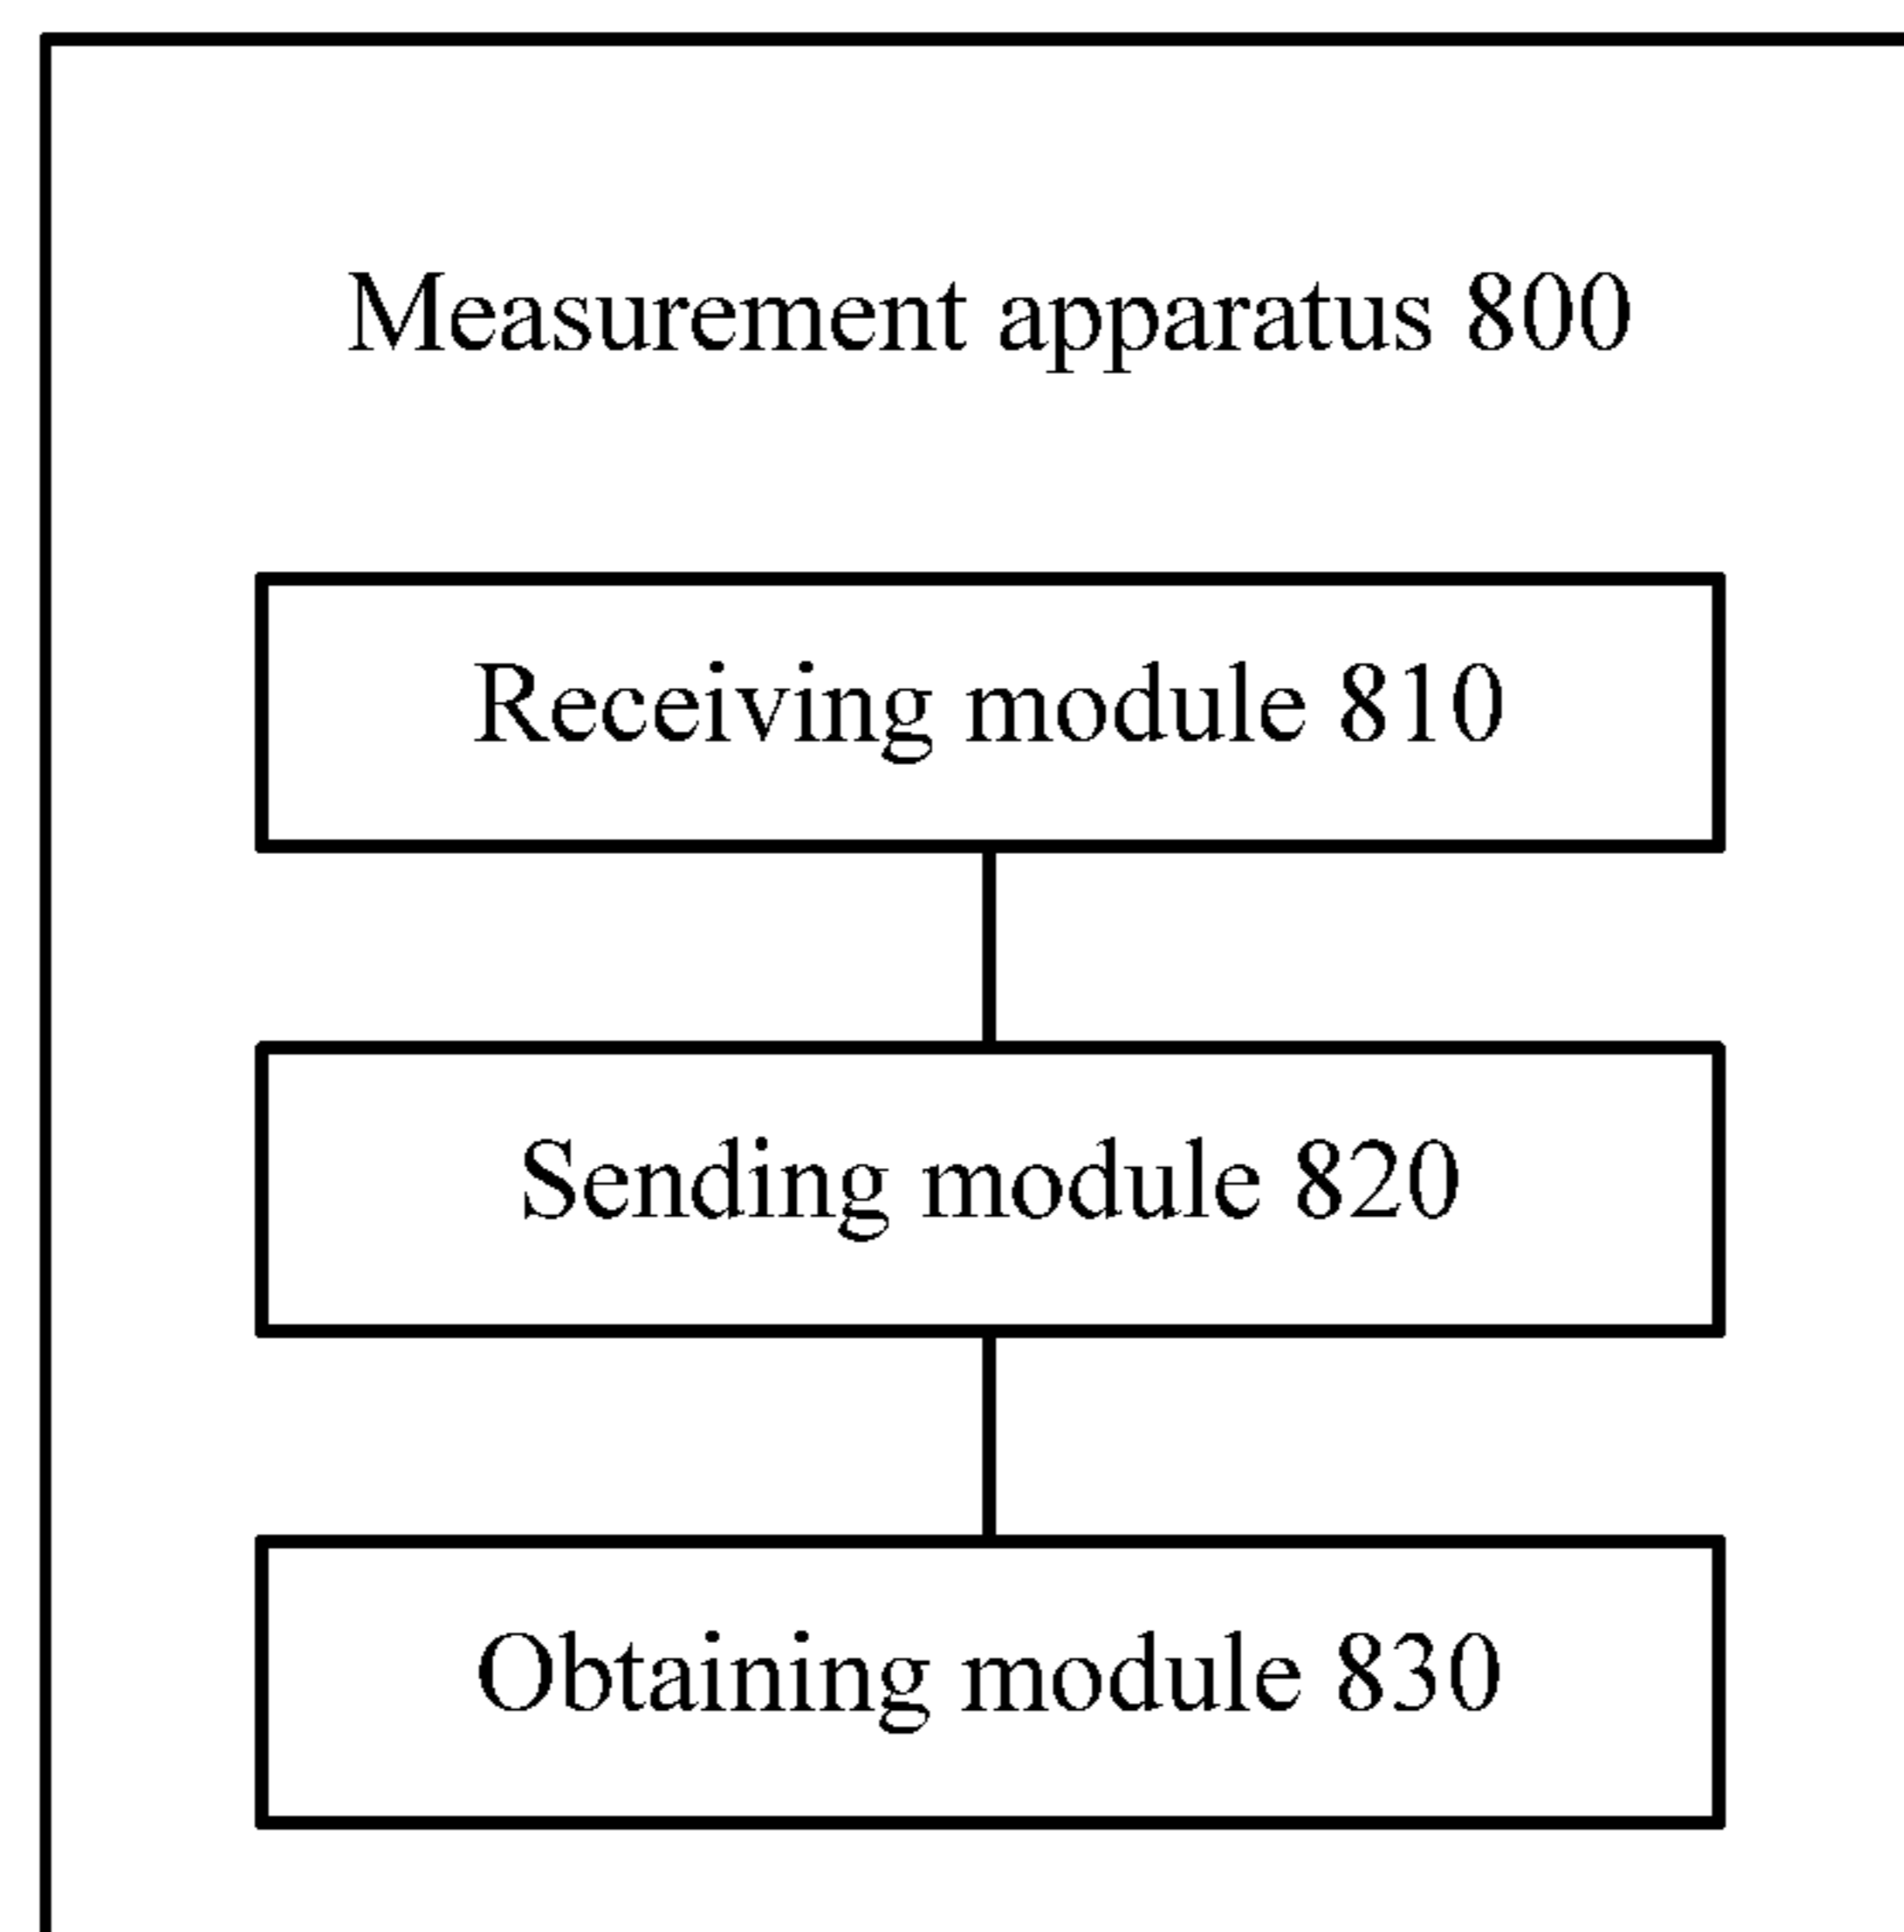 Measurement apparatus 800
Receiving module 810
Sending module 820
Obtaining module 830